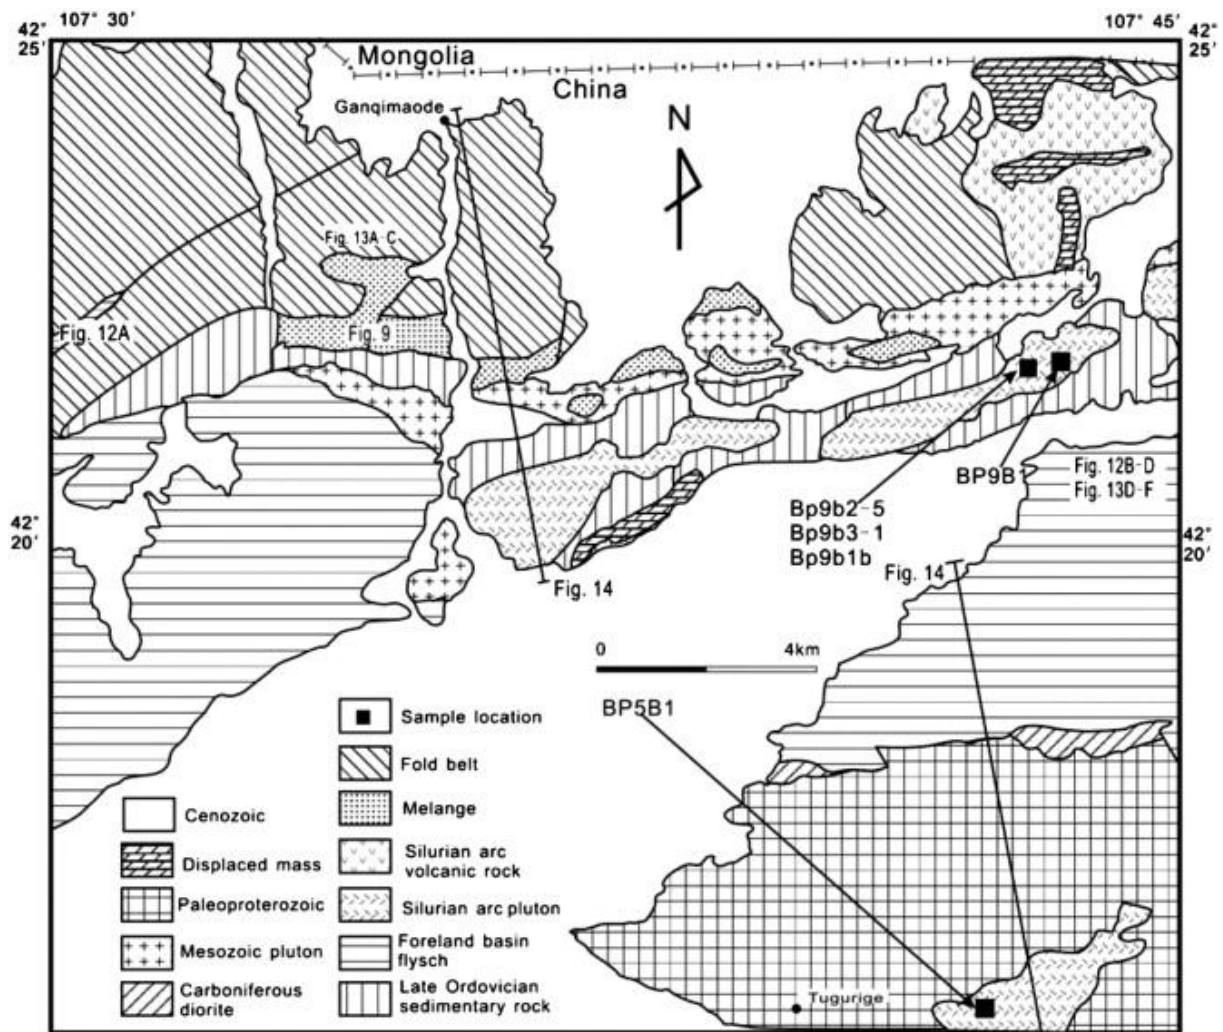 42° 107° 30′ 107° 45′ 42°
25′ 25′
Mongolia
China
Ganqimaode
N
Fig. 13A-C
Fig. 12A
Fig. 9
BP9B
Fig. 12B-D
Fig. 13D-F
Bp9b2-5
Bp9b3-1
Bp9b1b
42°
20′
42°
20′
Fig. 14
Fig. 14
0 4km
BP5B1
Sample location
Fold belt
Melange
Silurian arc
volcanic rock
Silurian arc pluton
Foreland basin
flysch
Late Ordovician
sedimentary rock
Cenozoic
Displaced mass
Paleoproterozoic
Mesozoic pluton
Carboniferous
diorite
Tugurige